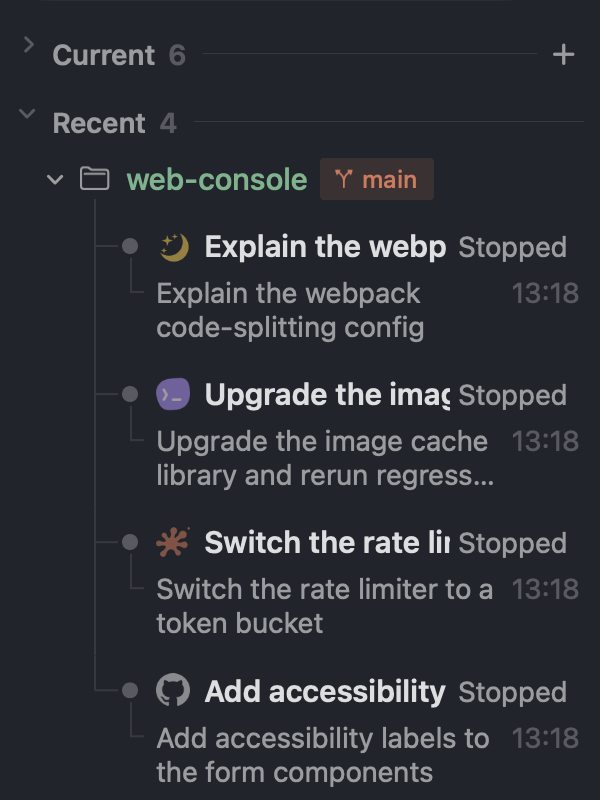 Current 6
Recent 4
web-console main
Explain the webp Stopped
Explain the webpack 13:18
code-splitting config
Upgrade the imag Stopped
Upgrade the image cache 13:18
library and rerun regress...
Switch the rate lir Stopped
Switch the rate limiter to a 13:18
token bucket
Add accessibility Stopped
Add accessibility labels to 13:18
the form components